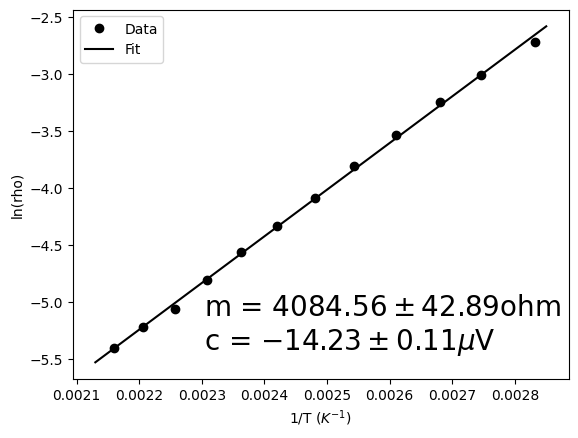 Data
Fit
−2.5
−3.0
−3.5
−4.0
−4.5
−5.0
−5.5
ln(rho)
m = 4084.56 ± 42.89ohm
c = −14.23 ± 0.11μV
0.0021 0.0022 0.0023 0.0024 0.0025 0.0026 0.0027 0.0028
1/T (K⁻¹)